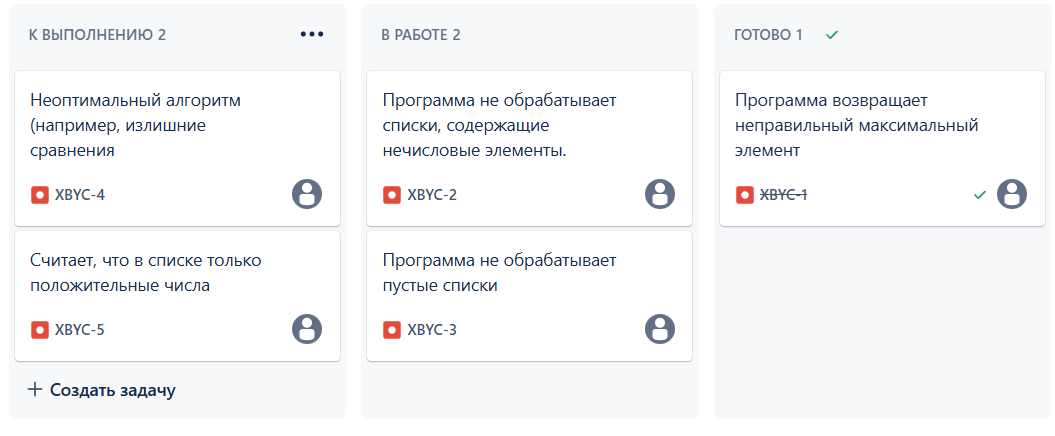 К ВЫПОЛНЕНИЮ 2
Неоптимальный алгоритм
(например, излишние
сравнения
XBYC-4
Считает, что в списке только
положительные числа
XBYC-5
Создать задачу
В РАБОТЕ 2
Программа не обрабатывает
списки, содержащие
нечисловые элементы.
XBYC-2
Программа не обрабатывает
пустые списки
XBYC-3
ГОТОВО 1
Программа возвращает
неправильный максимальный
элемент
XBYC-1